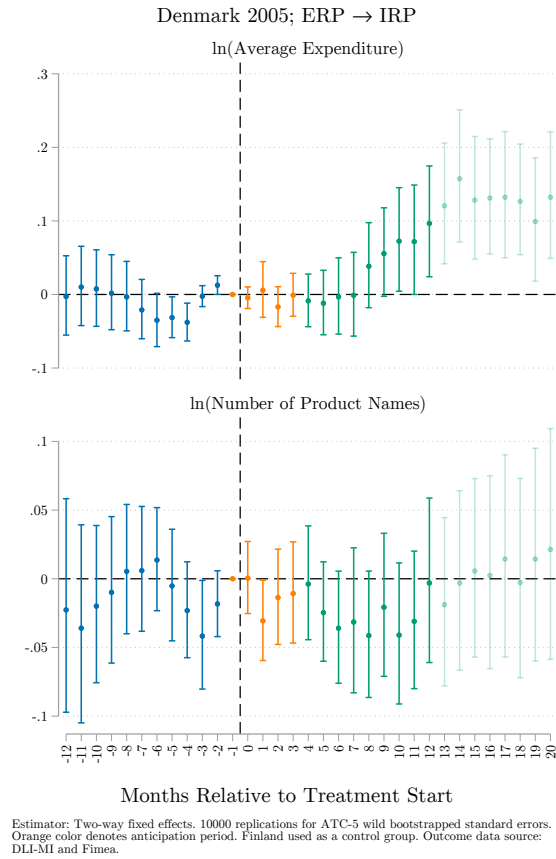 Denmark 2005; ERP → IRP
ln(Average Expenditure)
.3
.2
.1
0
-.1
ln(Number of Product Names)
.1
.05
0
-.05
-.1
-12 -11 -10 -9 -8 -7 -6 -5 -4 -3 -2 -1 0 1 2 3 4 5 6 7 8 9 10 11 12 13 14 15 16 17 18 19 20
Months Relative to Treatment Start
Estimator: Two-way fixed effects. 10000 replications for ATC-5 wild bootstrapped standard errors.
Orange color denotes anticipation period. Finland used as a control group. Outcome data source:
DLI-MI and Fimea.